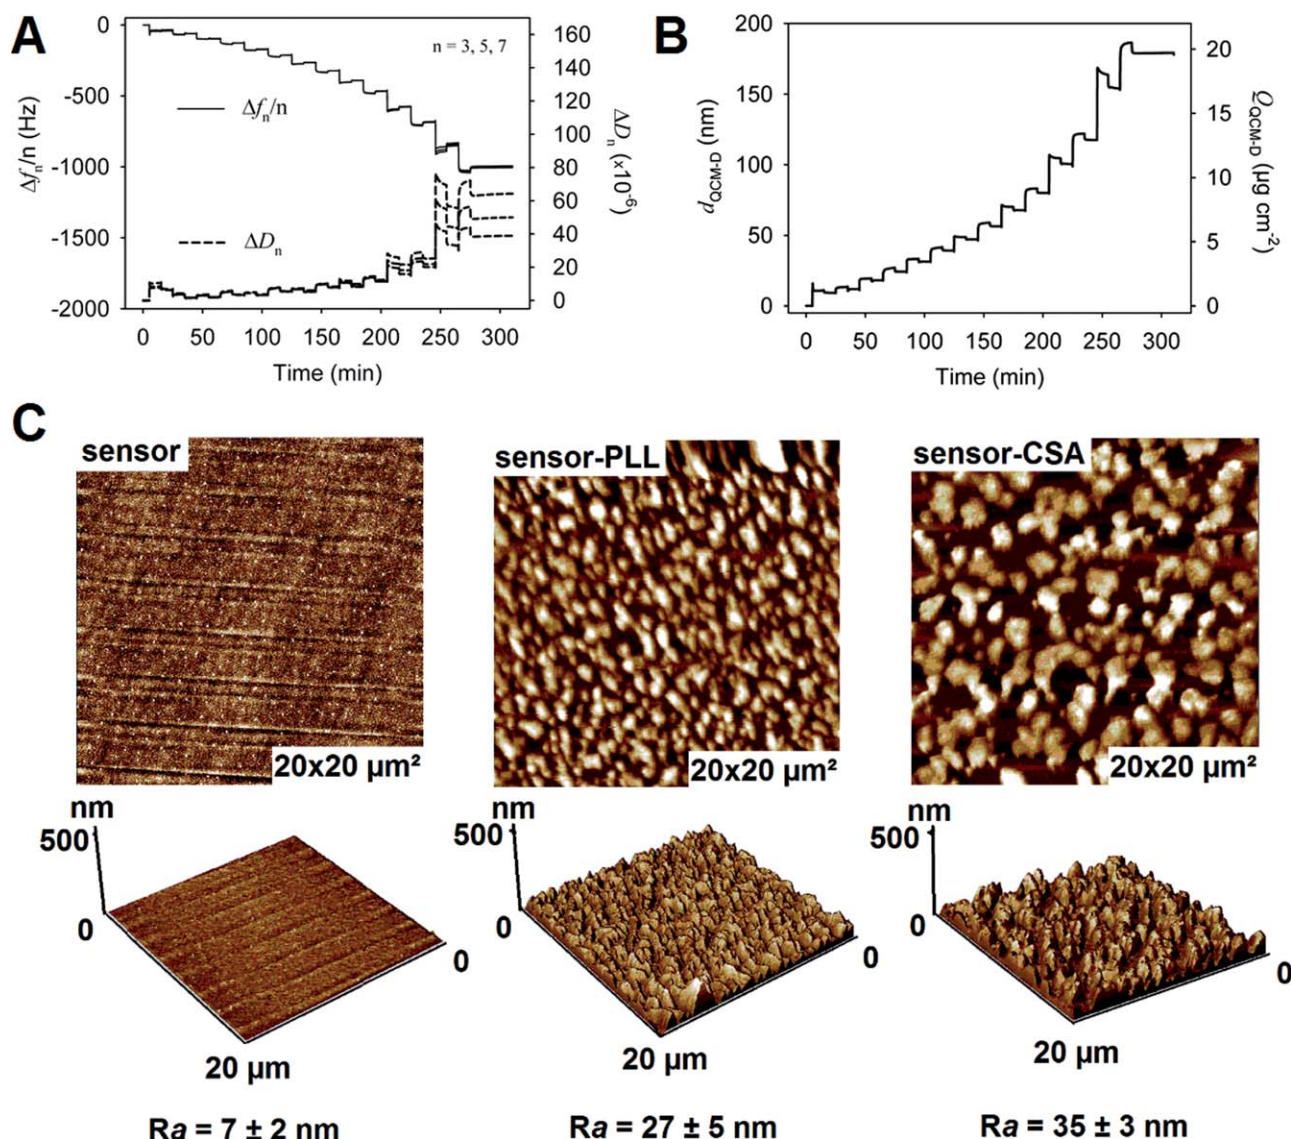 A
0
-500
-1000
-1500
-2000
Δfn/n (Hz)
160
140
120
100
80
60
40
20
0
ΔDn (×10-6)
n = 3, 5, 7
Δfn/n
ΔDn
0 50 100 150 200 250 300
Time (min)
B
200
150
100
50
0
dQCM-D (nm)
20
15
10
5
0
QQCM-D (µg cm-2)
0 50 100 150 200 250 300
Time (min)
C
sensor
20x20 µm²
sensor-PLL
20x20 µm²
sensor-CSA
20x20 µm²
nm
500
0
0
20 µm
nm
500
0
0
20 µm
nm
500
0
0
20 µm
Ra = 7 ± 2 nm
Ra = 27 ± 5 nm
Ra = 35 ± 3 nm